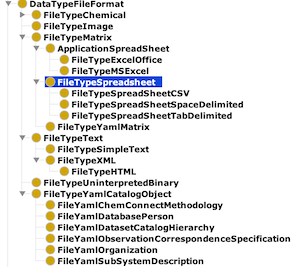 DataTypeFileFormat
FileTypeChemical
FileTypeImage
FileTypeMatrix
ApplicationSpreadSheet
FileTypeExcelOffice
FileTypeMSExcel
FileTypeSpreadsheet
FileTypeSpreadSheetCSV
FileTypeSpreadSheetSpaceDelimited
FileTypeSpreadSheetTabDelimited
FileTypeYamlMatrix
FileTypeText
FileTypeSimpleText
FileTypeXML
FileTypeHTML
FileTypeUninterpretedBinary
FileTypeYamlCatalogObject
FileYamlChemConnectMethodology
FileYamlDatabasePerson
FileYamlDatasetCatalogHierarchy
FileYamlObservationCorrespondenceSpecification
FileYamlOrganization
FileYamlSubSystemDescription